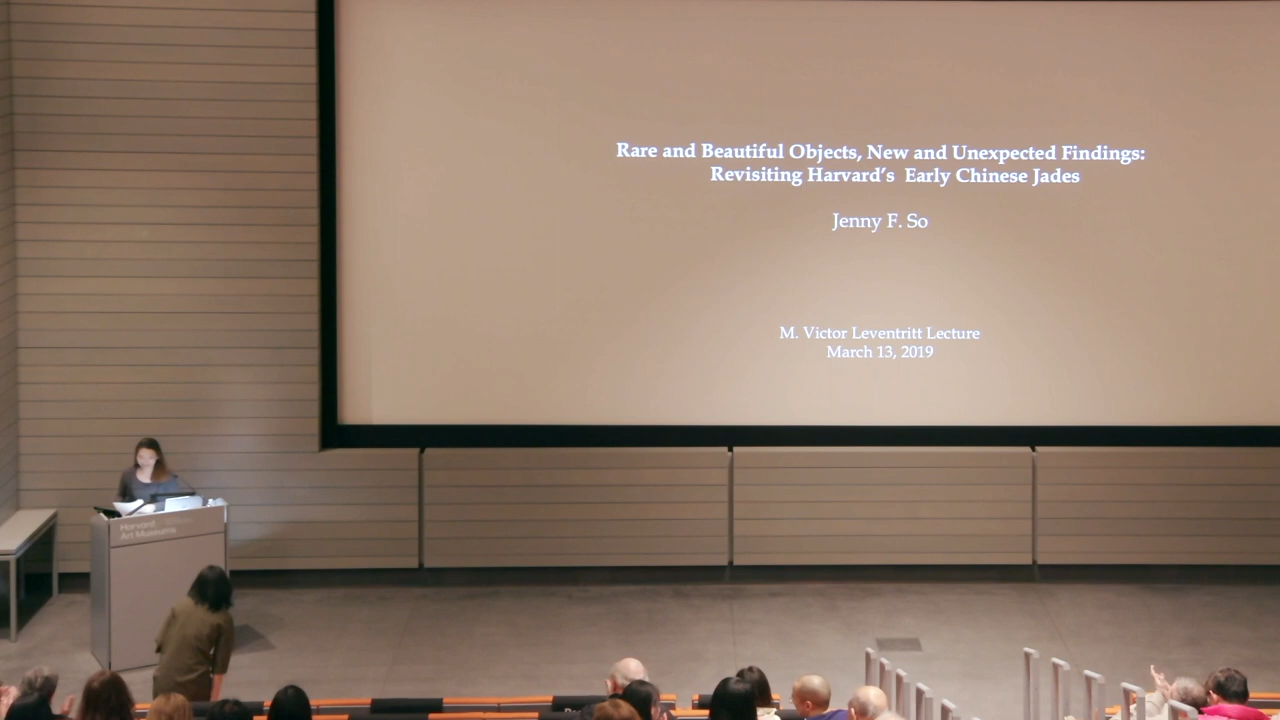 Rare and Beautiful Objects, New and Unexpected Findings:
Revisiting Harvard's Early Chinese Jades
Jenny F. So
M. Victor Leventritt Lecture
March 13, 2019
Harvard
Art Museums